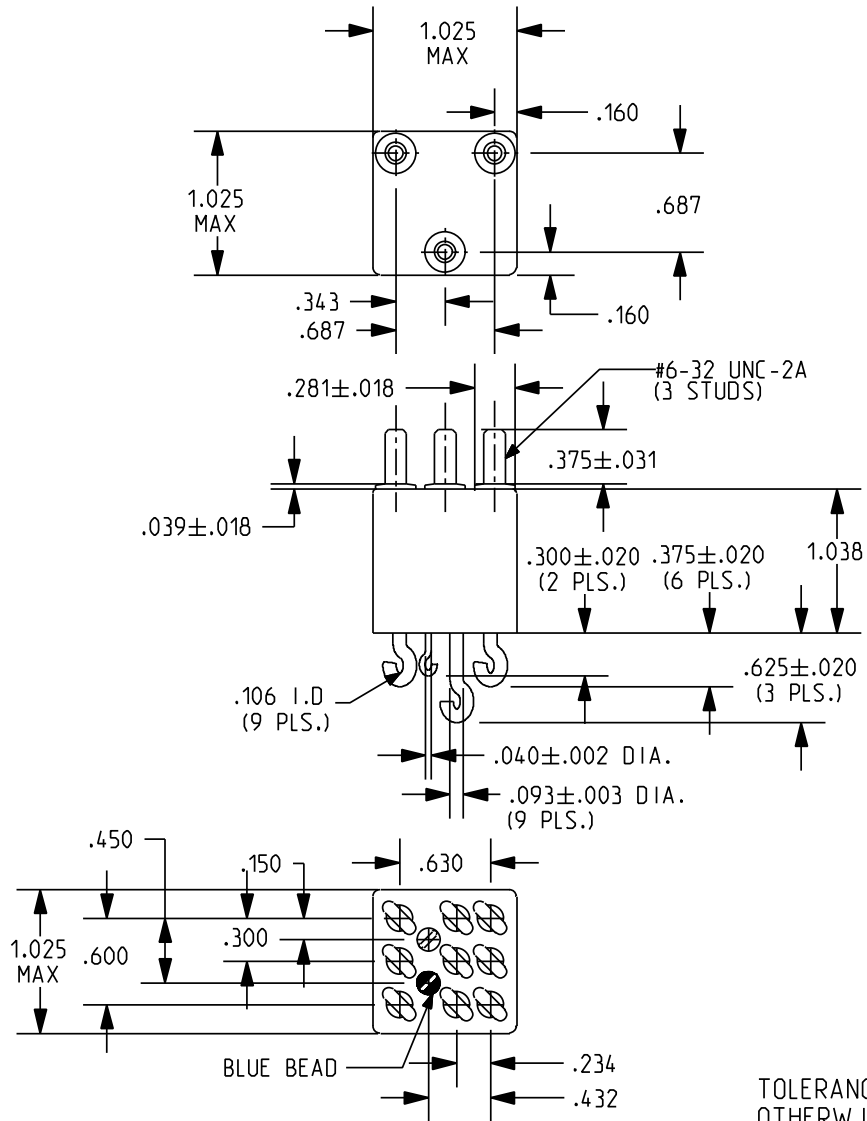 1.025
MAX
.160
1.025
MAX
.687
.343
.687
.160
#6-32 UNC-2A
(3 STUDS)
.281±.018
.375±.031
.039±.018
.300±.020
(2 PLS.)
.375±.020
(6 PLS.)
1.038
.625±.020
(3 PLS.)
.106 I.D
(9 PLS.)
.040±.002 DIA.
.093±.003 DIA.
(9 PLS.)
.450
.150
.630
.300
1.025
MAX
.600
BLUE BEAD
.234
.432
TOLERANC
OTHERWI